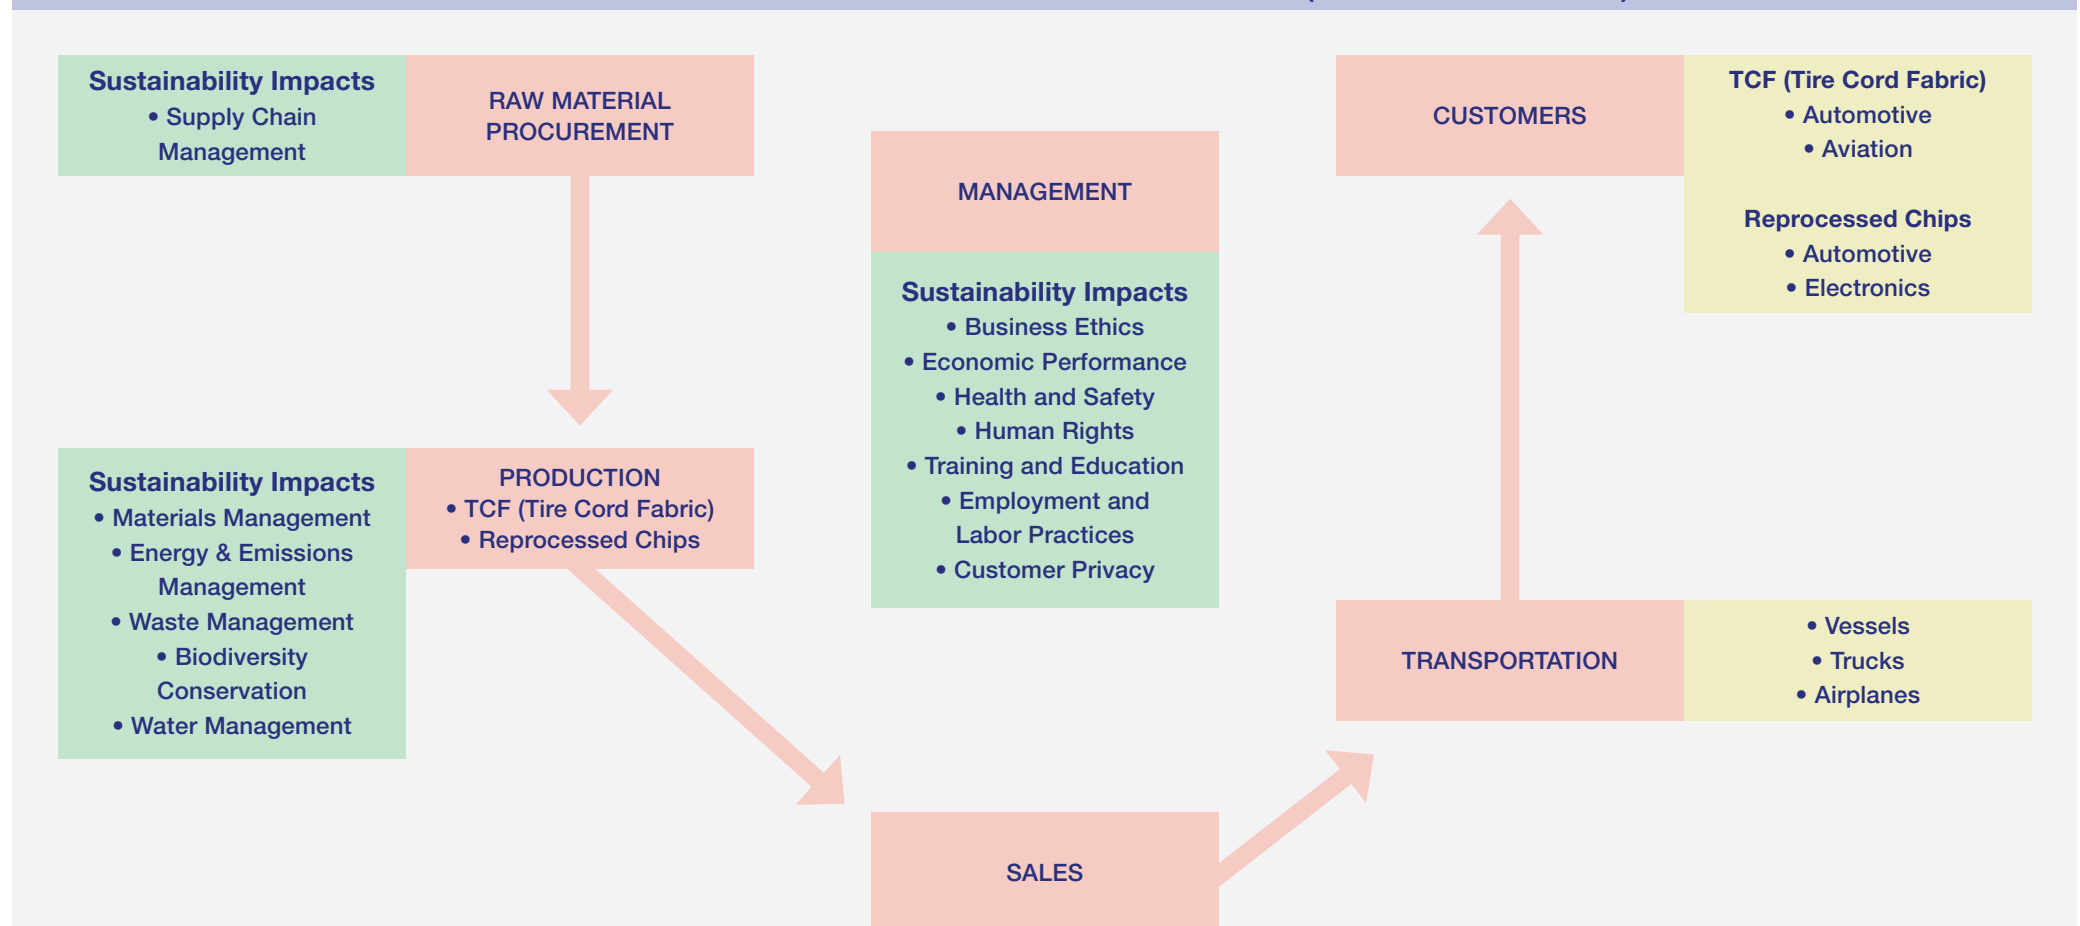 Sustainability Impacts
• Supply Chain
Management
RAW MATERIAL
PROCUREMENT
MANAGEMENT
Sustainability Impacts
• Business Ethics
• Economic Performance
• Health and Safety
• Human Rights
• Training and Education
• Employment and
Labor Practices
• Customer Privacy
CUSTOMERS
TCF (Tire Cord Fabric)
• Automotive
• Aviation
Reprocessed Chips
• Automotive
• Electronics
Sustainability Impacts
• Materials Management
• Energy & Emissions
Management
• Waste Management
• Biodiversity
Conservation
• Water Management
PRODUCTION
• TCF (Tire Cord Fabric)
• Reprocessed Chips
TRANSPORTATION
• Vessels
• Trucks
• Airplanes
SALES